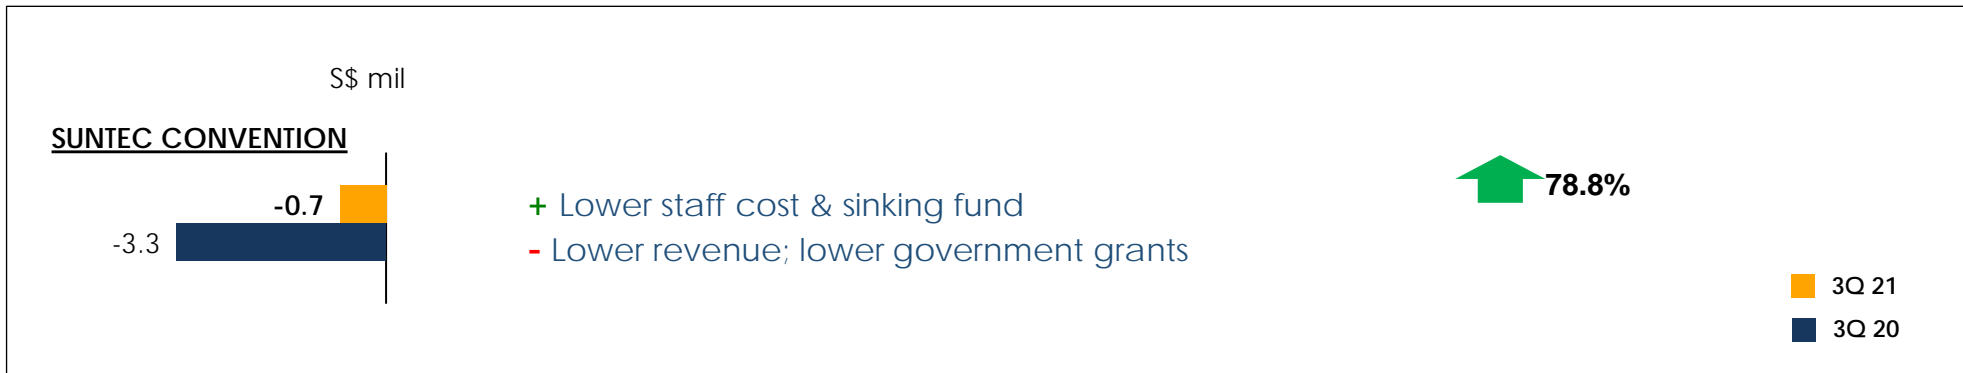 S$ mil
SUNTEC CONVENTION
-0.7
+ Lower staff cost & sinking fund
78.8%
-3.3
- Lower revenue; lower government grants
3Q 21
3Q 20